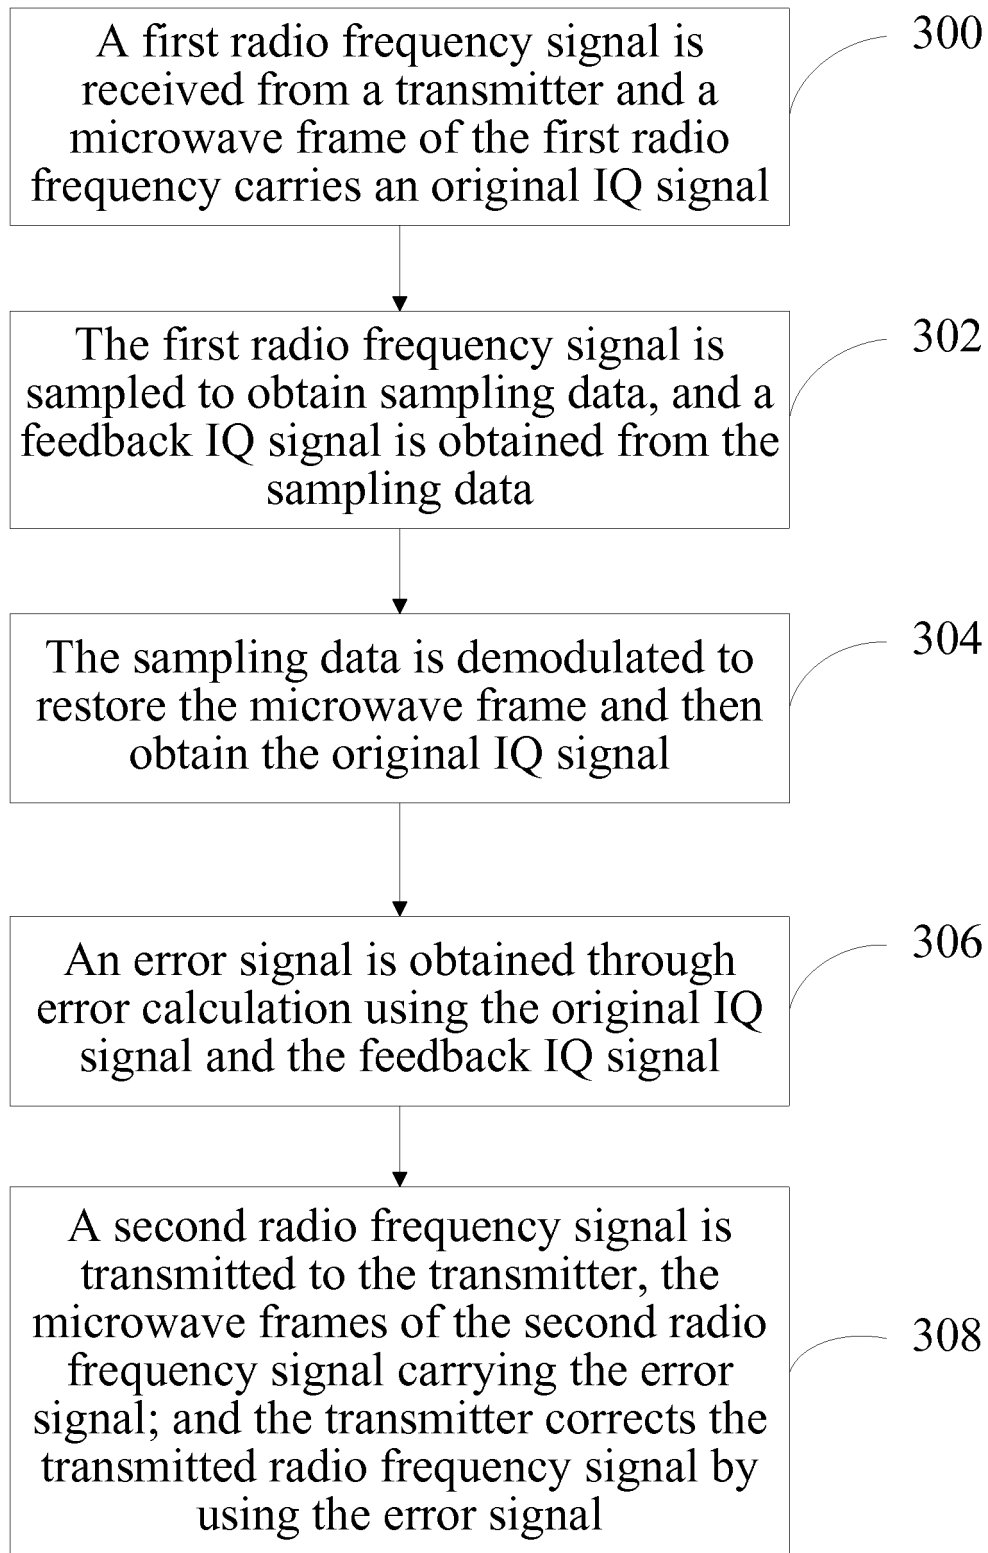 A first radio frequency signal is
received from a transmitter and a
microwave frame of the first radio
frequency carries an original IQ signal
300
The first radio frequency signal is
sampled to obtain sampling data, and a
feedback IQ signal is obtained from the
sampling data
302
The sampling data is demodulated to
restore the microwave frame and then
obtain the original IQ signal
304
An error signal is obtained through
error calculation using the original IQ
signal and the feedback IQ signal
306
A second radio frequency signal is
transmitted to the transmitter, the
microwave frames of the second radio
frequency signal carrying the error
signal; and the transmitter corrects the
transmitted radio frequency signal by
using the error signal
308